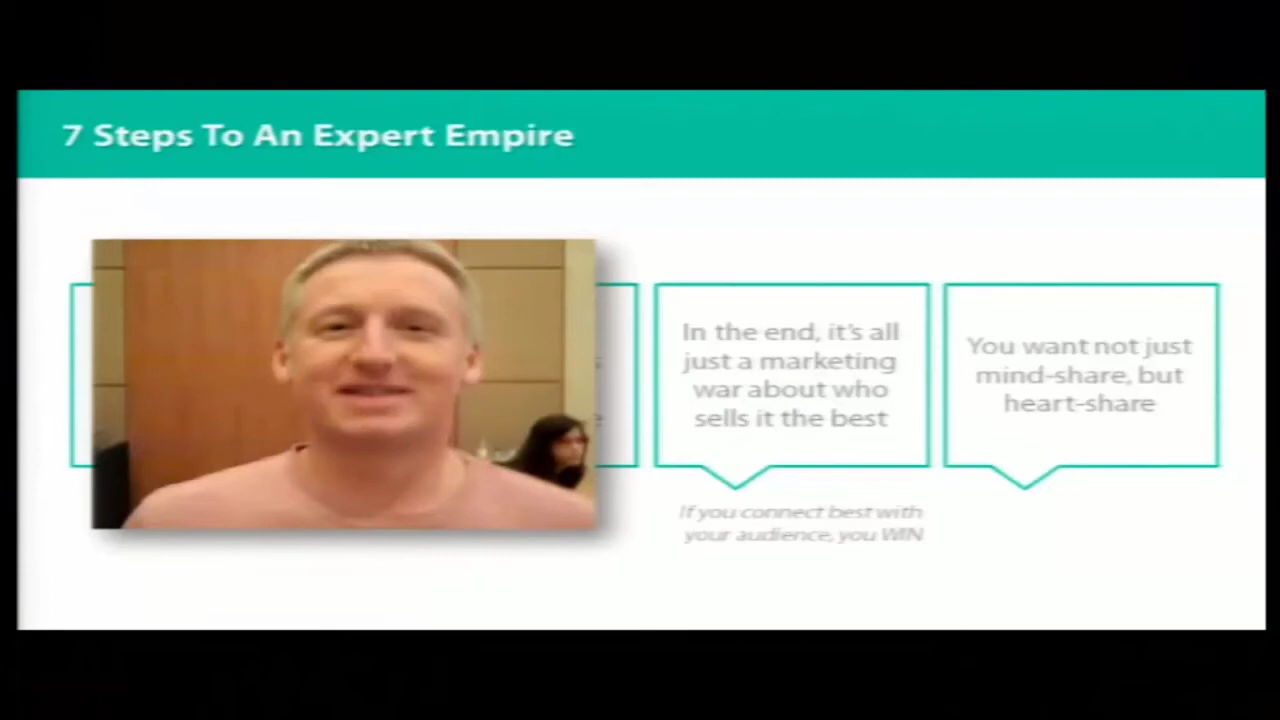 7 Steps To An Expert Empire
In the end, it's all
just a marketing
war about who
sells it the best
If you connect best with
your audience, you WIN
You want not just
mind-share, but
heart-share